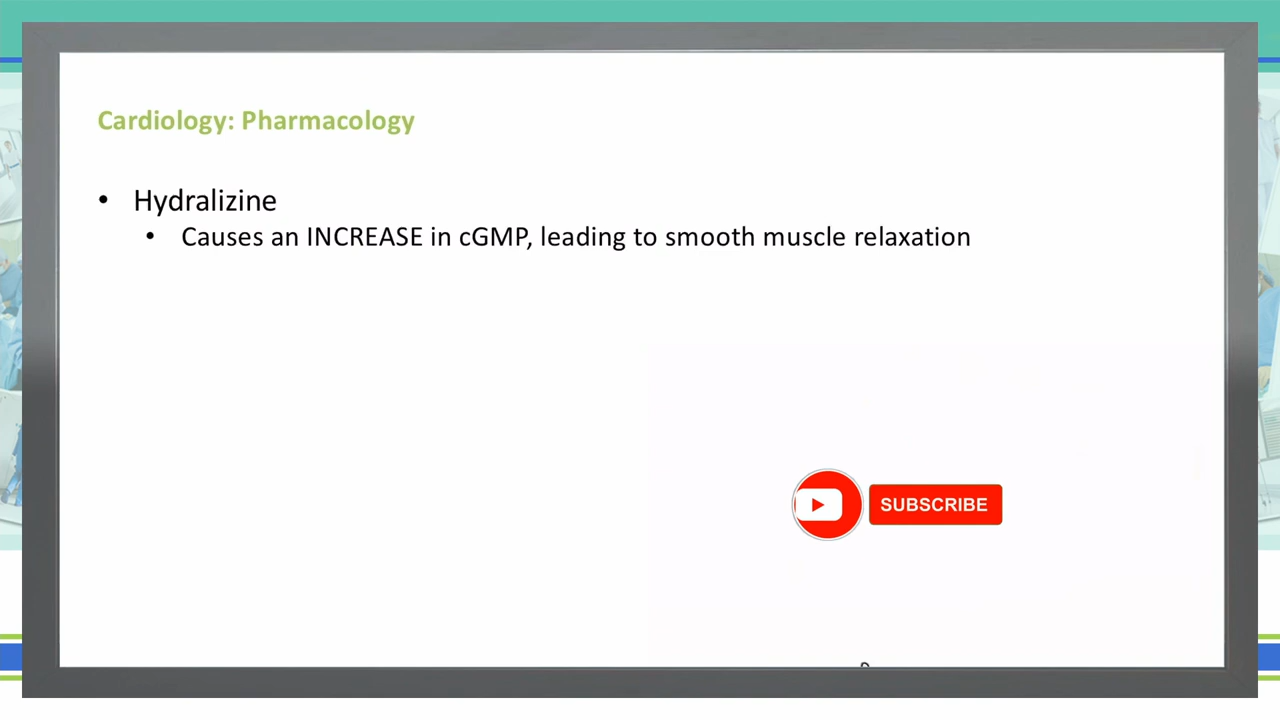 Cardiology: Pharmacology
• Hydralizine
• Causes an INCREASE in cGMP, leading to smooth muscle relaxation
SUBSCRIBE